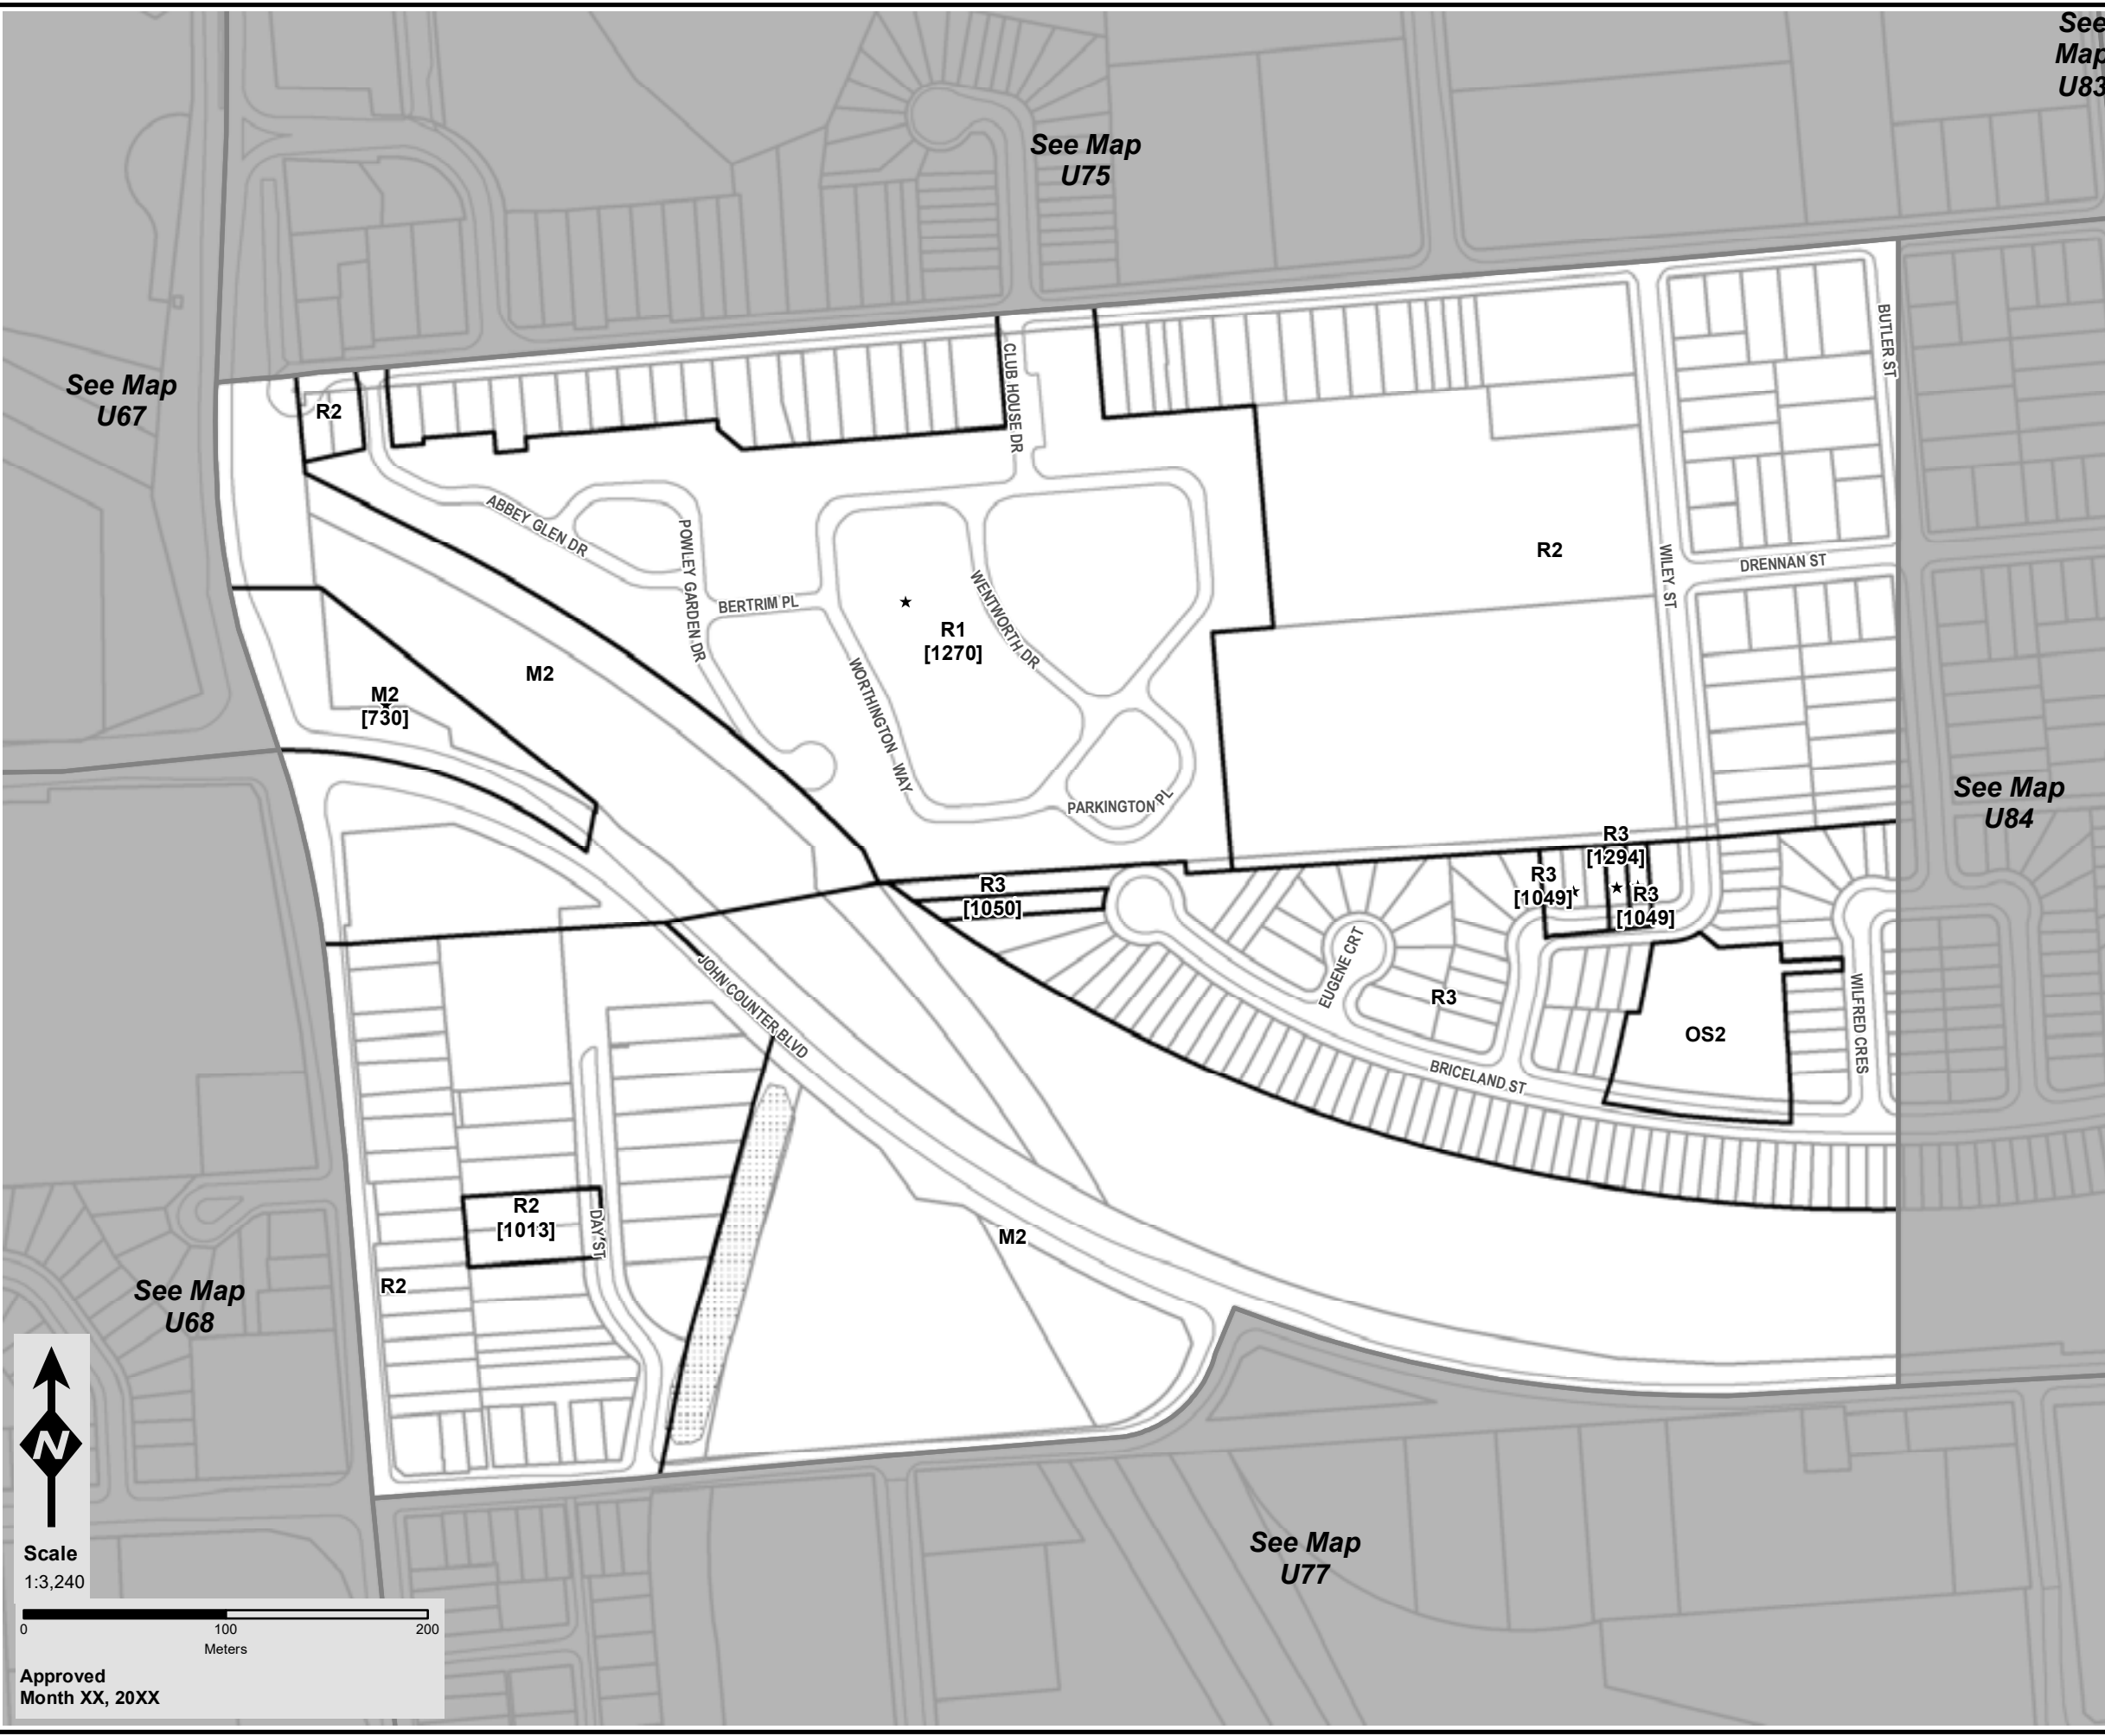 See
Map
U83
See Map
U75
See Map
U67
R2
CLUB HOUSE DR
BUTLER ST
ABBEY GLEN DR
POWLEY GARDEN DR
BERTRIM PL
WENTWORTH DR
R1
[1270]
R2
WILEY ST
DRENNAN ST
M2
M2
[730]
WORTHINGTON WAY
PARKINGTON PL
See Map
U84
R3
[1294]
R3
[1050]
R3
[1049]
R3
[1049]
EUGENE CRT
R3
JOHN COUNTER BLVD
OS2
WILFRED CRES
BRICELAND ST
R2
[1013]
DAY ST
M2
R2
See Map
U68
N
See Map
U77
Scale
1:3,240
0 100 200
Meters
Approved
Month XX, 20XX